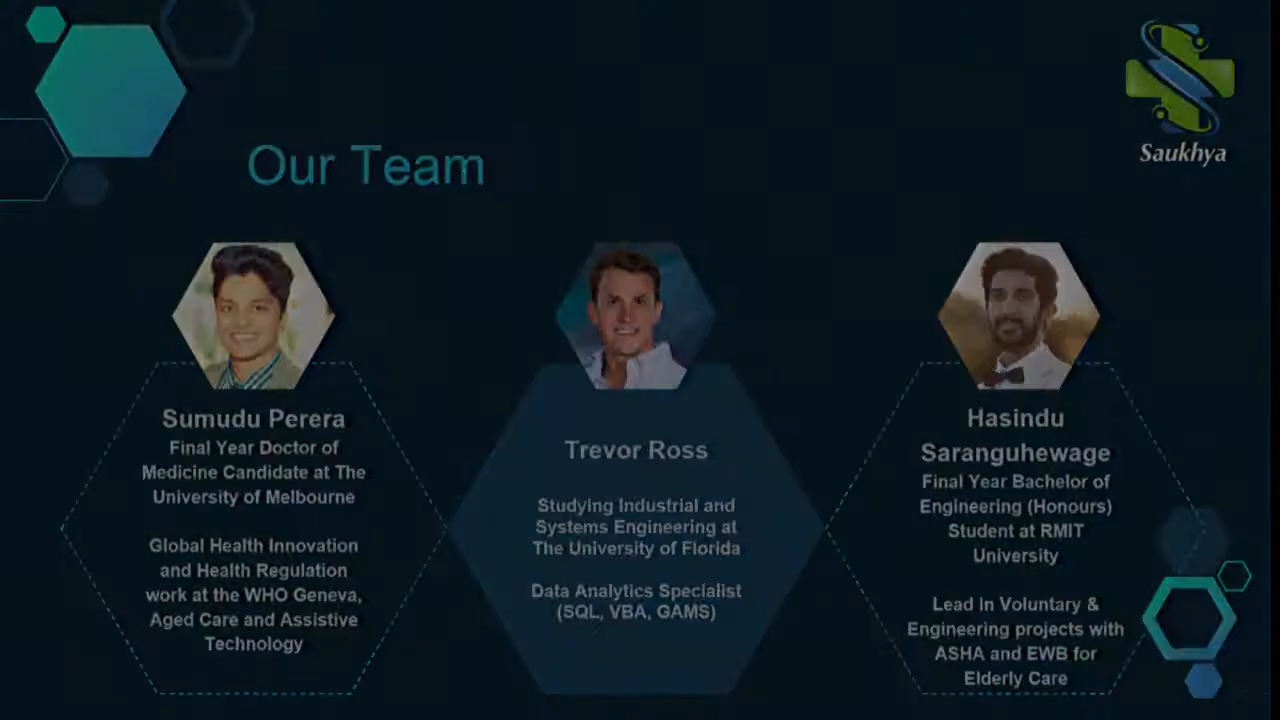 Saukhya
Our Team
Sumudu Perera
Final Year Doctor of
Medicine Candidate at The
University of Melbourne
Global Health Innovation
and Health Regulation
work at the WHO Geneva,
Aged Care and Assistive
Technology
Trevor Ross
Studying Industrial and
Systems Engineering at
The University of Florida
Data Analytics Specialist
(SQL, VBA, GAMS)
Hasindu
Saranguhewage
Final Year Bachelor of
Engineering (Honours)
Student at RMIT
University
Lead In Voluntary &
Engineering projects with
ASHA and EWB for
Elderly Care